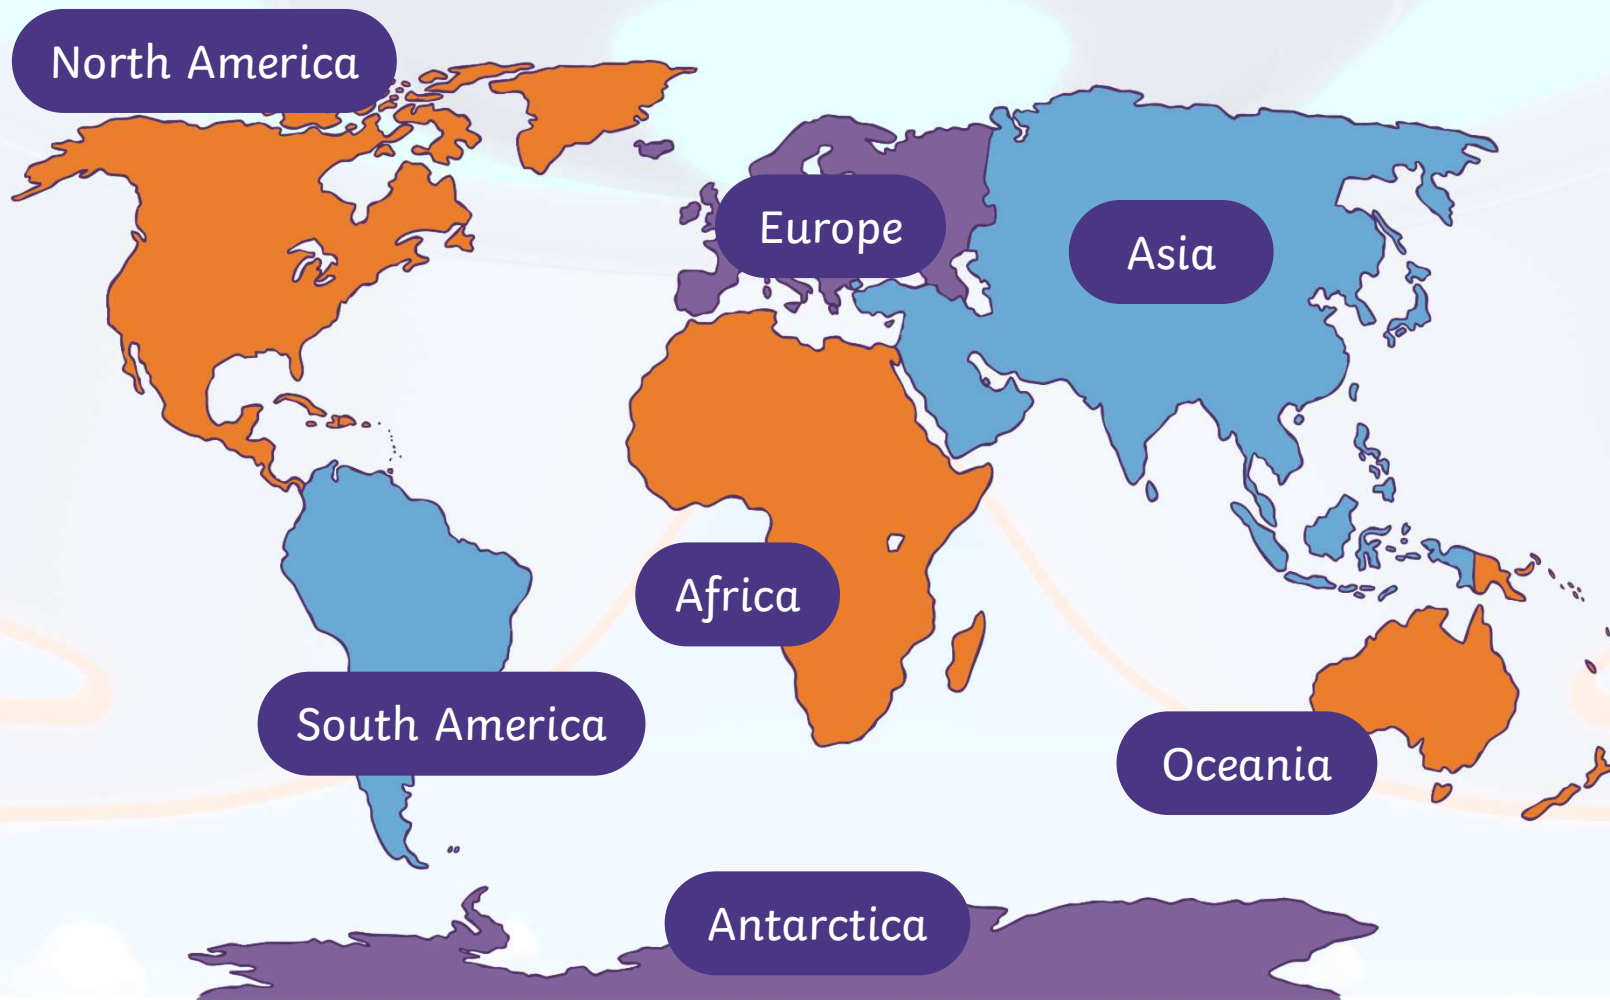 North America
Europe
Asia
Africa
South America
Oceania
Antarctica